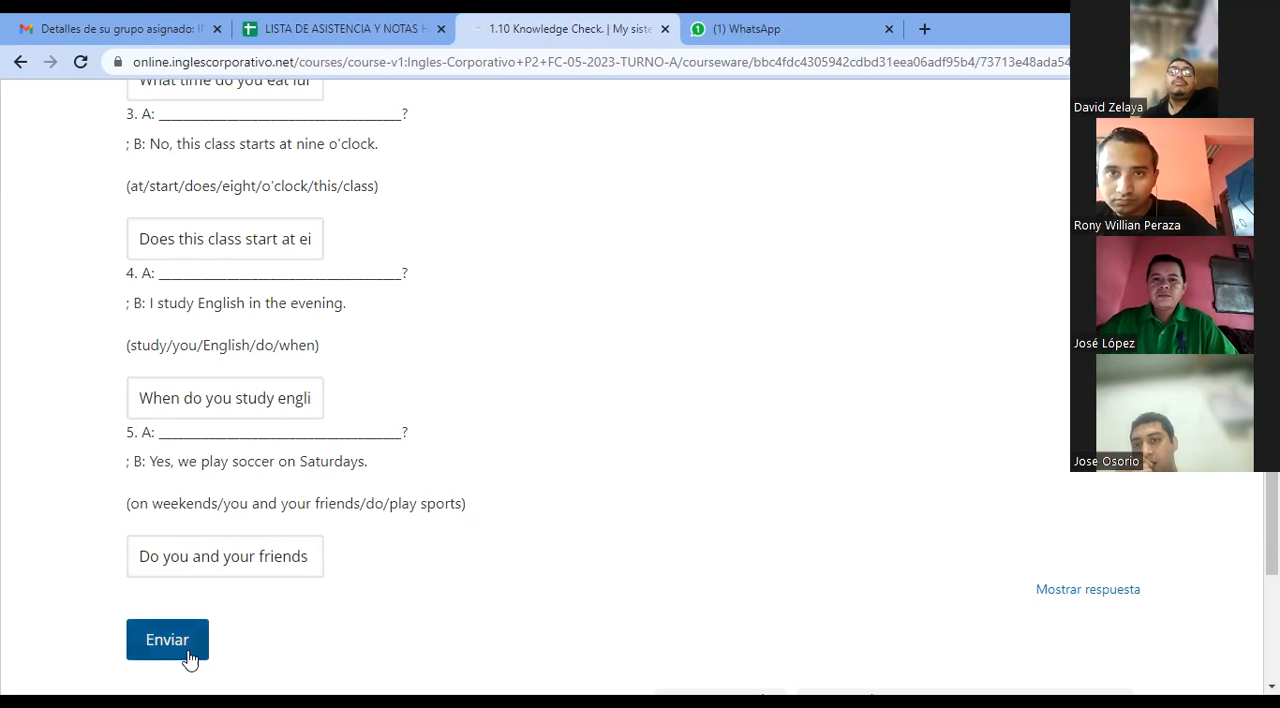 Detalles de su grupo asignado: I
LISTA DE ASISTENCIA Y NOTAS
1.10 Knowledge Check. | My siste
(1) WhatsApp
online.inglescorporativo.net/courses/course-v1:Ingles-Corporativo+P2+FC-05-2023-TURNO-A/courseware/bbc4fdc4305942cdbd31eea06adf95b4/73713e48ada54
What time do you eat lun
3. A: ___________________________________?
; B: No, this class starts at nine o'clock.
(at/start/does/eight/o'clock/this/class)
Does this class start at ei
4. A: ___________________________________?
; B: I study English in the evening.
(study/you/English/do/when)
When do you study engli
5. A: ___________________________________?
; B: Yes, we play soccer on Saturdays.
(on weekends/you and your friends/do/play sports)
Do you and your friends
Mostrar respuesta
Enviar
David Zelaya
Rony Willian Peraza
José López
Jose Osorio